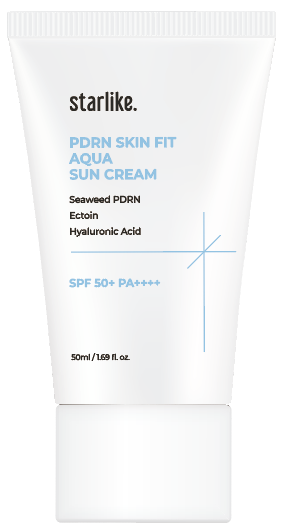 starlike.
PDRN SKIN FIT
AQUA
SUN CREAM
Seaweed PDRN
Ectoin
Hyaluronic Acid
SPF 50+ PA++++
50ml / 1.69 fl. oz.